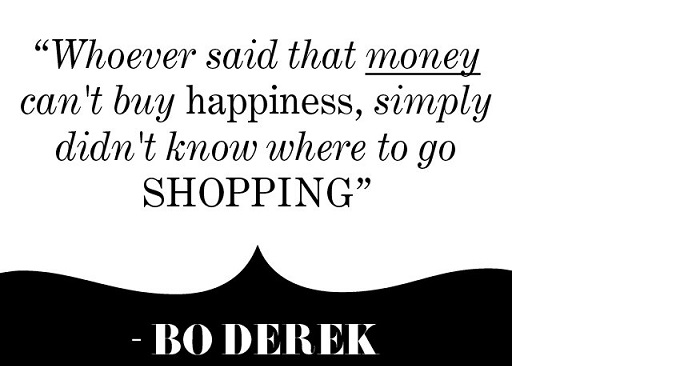 “Whoever said that money
can't buy happiness, simply
didn't know where to go
SHOPPING”
- BO DEREK